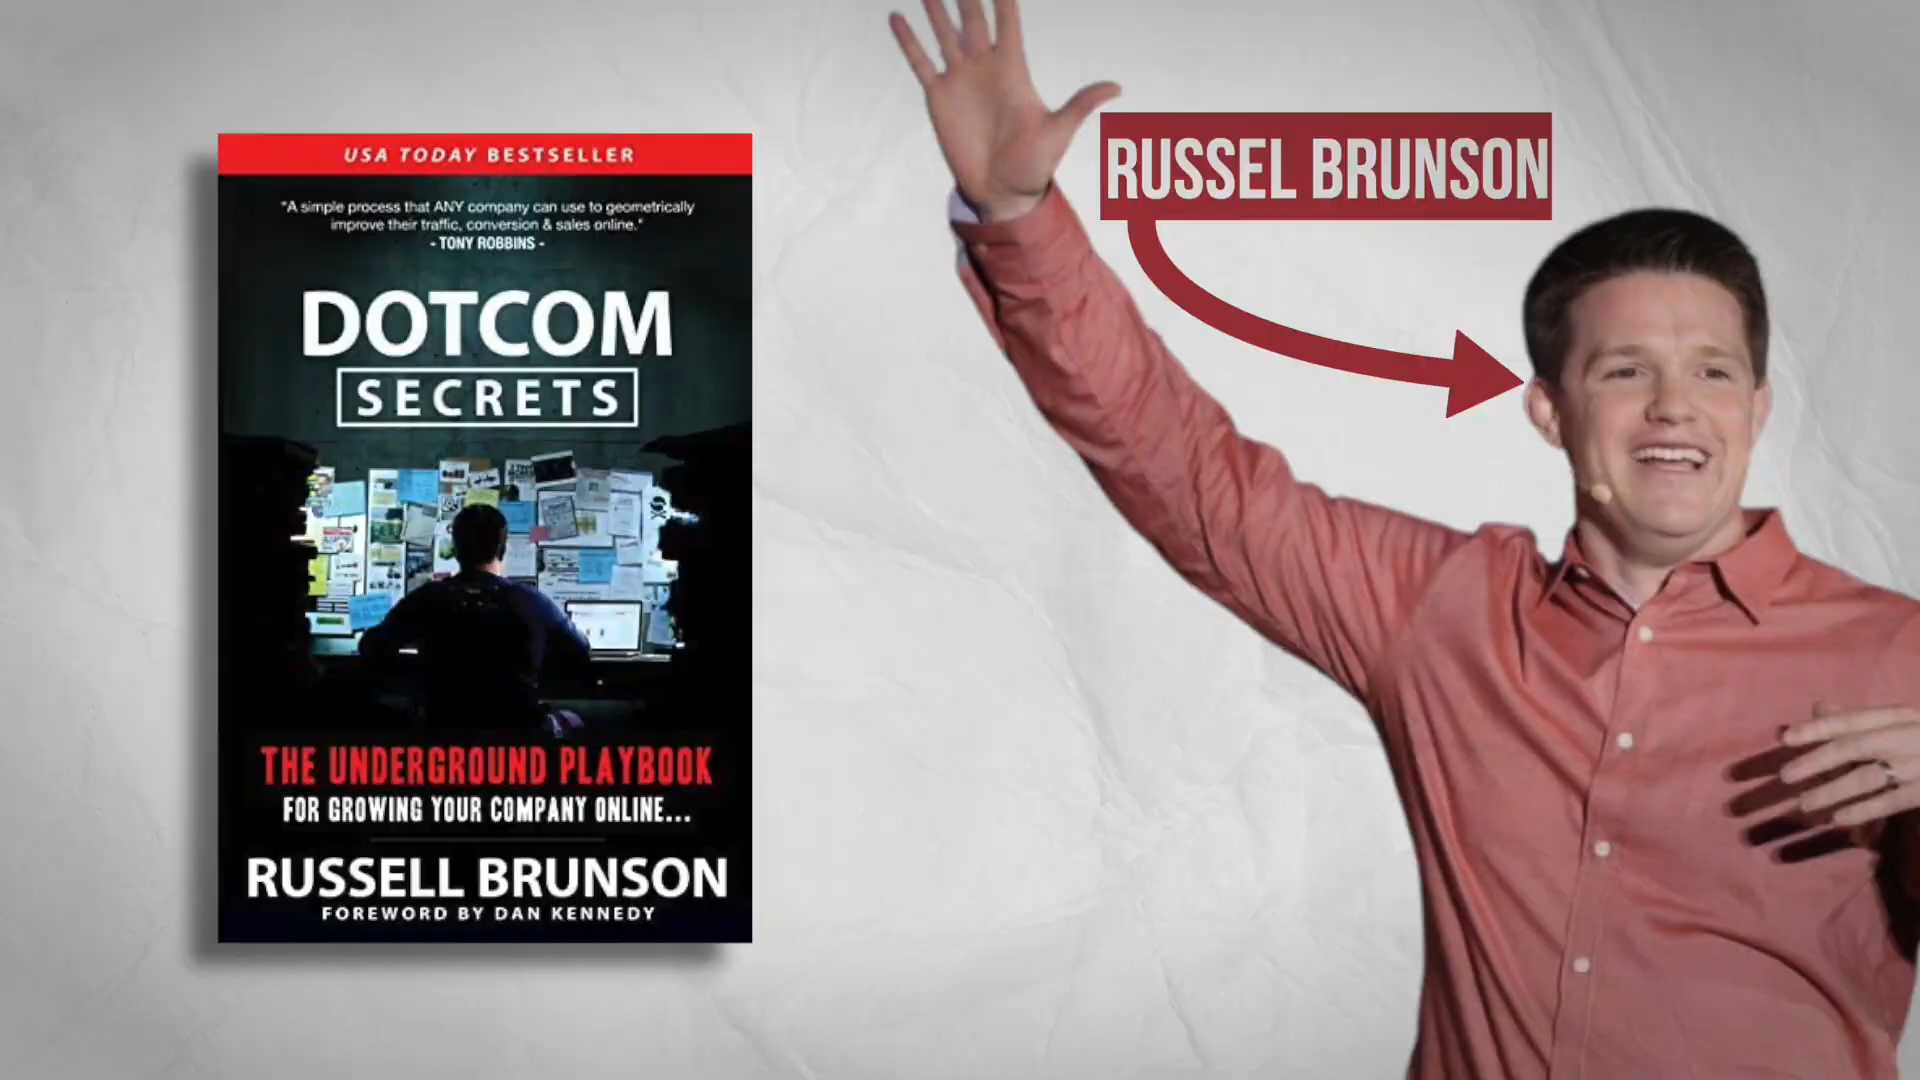 USA TODAY BESTSELLER
"A simple process that ANY company can use to geometrically
improve their traffic, conversion & sales online."
- TONY ROBBINS -
DOTCOM
SECRETS
THE UNDERGROUND PLAYBOOK
FOR GROWING YOUR COMPANY ONLINE...
RUSSELL BRUNSON
FOREWORD BY DAN KENNEDY
RUSSEL BRUNSON